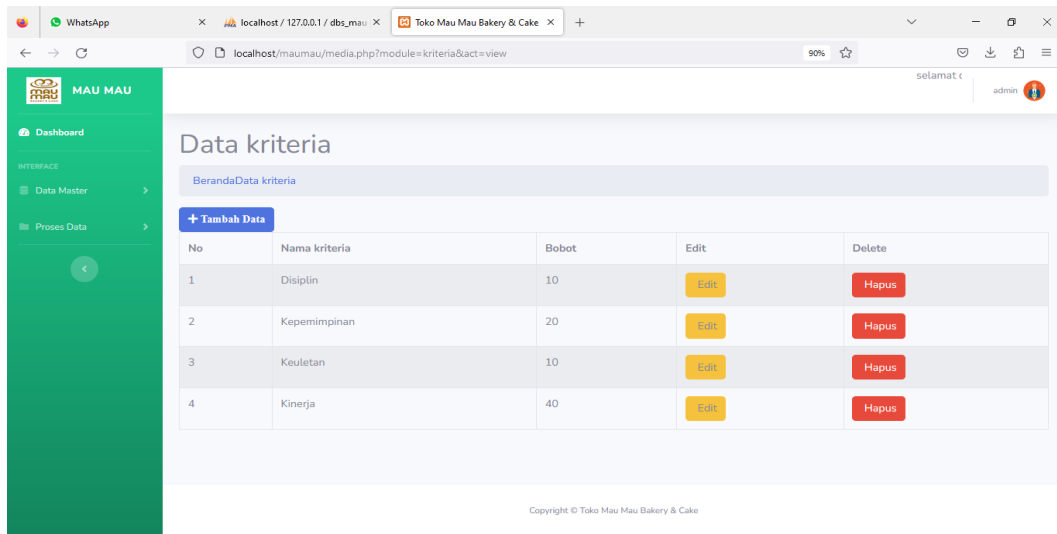 WhatsApp
localhost / 127.0.0.1 / dbs_mau
Toko Mau Mau Bakery & Cake
localhost/maumau/media.php?module=kriteria&act=view
90%
MAU MAU
MAU MAU
selamat
admin
Dashboard
INTERFACE
Data Master
Proses Data
Data kriteria
BerandaData kriteria
+ Tambah Data
No Nama kriteria Bobot Edit Delete
1 Disiplin 10 Edit Hapus
2 Kepemimpinan 20 Edit Hapus
3 Keuletan 10 Edit Hapus
4 Kinerja 40 Edit Hapus
Copyright © Toko Mau Mau Bakery & Cake